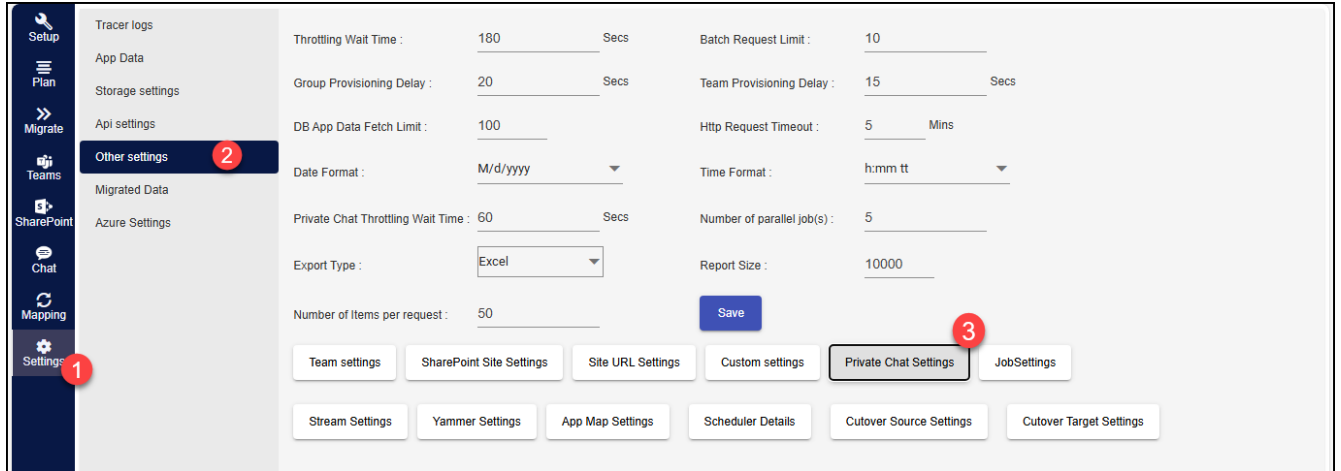 Setup
Plan
Migrate
Teams
SharePoint
Chat
Mapping
Settings
1
Tracer logs
App Data
Storage settings
Api settings
Other settings 2
Migrated Data
Azure Settings
Throttling Wait Time : 180 Secs Batch Request Limit : 10
Group Provisioning Delay : 20 Secs Team Provisioning Delay : 15 Secs
DB App Data Fetch Limit : 100 Http Request Timeout : 5 Mins
Date Format : M/d/yyyy Time Format : h:mm tt
Private Chat Throttling Wait Time : 60 Secs Number of parallel job(s) : 5
Export Type : Excel Report Size : 10000
Number of Items per request : 50 Save
3
Team settings SharePoint Site Settings Site URL Settings Custom settings Private Chat Settings JobSettings
Stream Settings Yammer Settings App Map Settings Scheduler Details Cutover Source Settings Cutover Target Settings